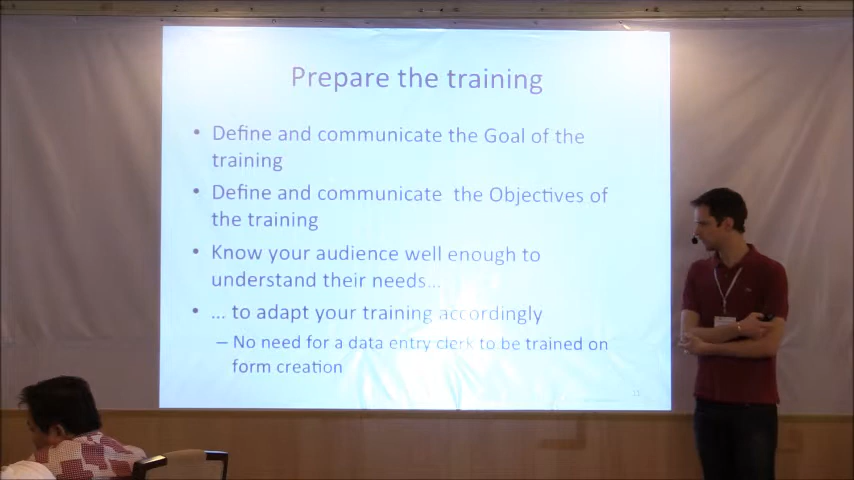 Prepare the training
• Define and communicate the Goal of the
training
• Define and communicate the Objectives of
the training
• Know your audience well enough to
understand their needs...
• ... to adapt your training accordingly
– No need for a data entry clerk to be trained on
form creation